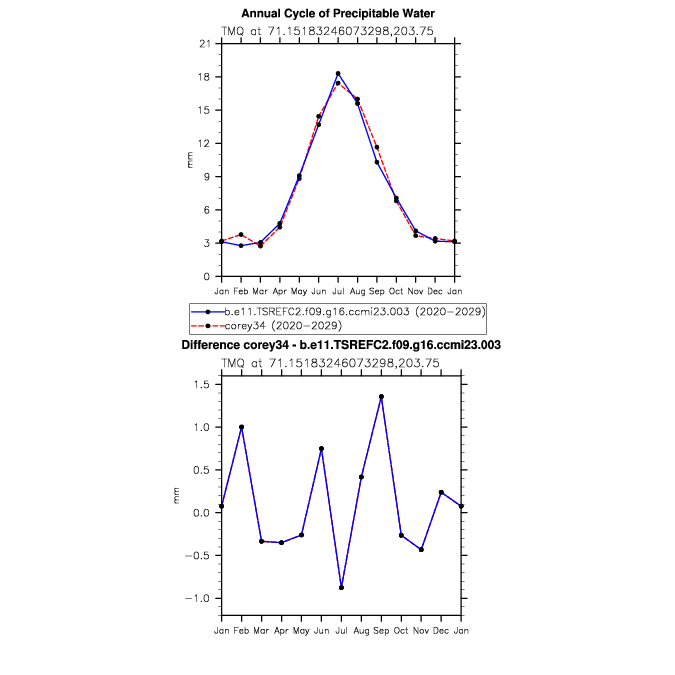 Annual Cycle of Precipitable Water
TMQ at 71.15183246073298,203.75
21
18
15
12
9
6
3
0
mm
Jan Feb Mar Apr May Jun Jul Aug Sep Oct Nov Dec Jan
b.e11.TSREFC2.f09.g16.ccmi23.003 (2020-2029)
corey34 (2020-2029)
Difference corey34 - b.e11.TSREFC2.f09.g16.ccmi23.003
TMQ at 71.15183246073298,203.75
1.5
1.0
0.5
0.0
-0.5
-1.0
mm
Jan Feb Mar Apr May Jun Jul Aug Sep Oct Nov Dec Jan